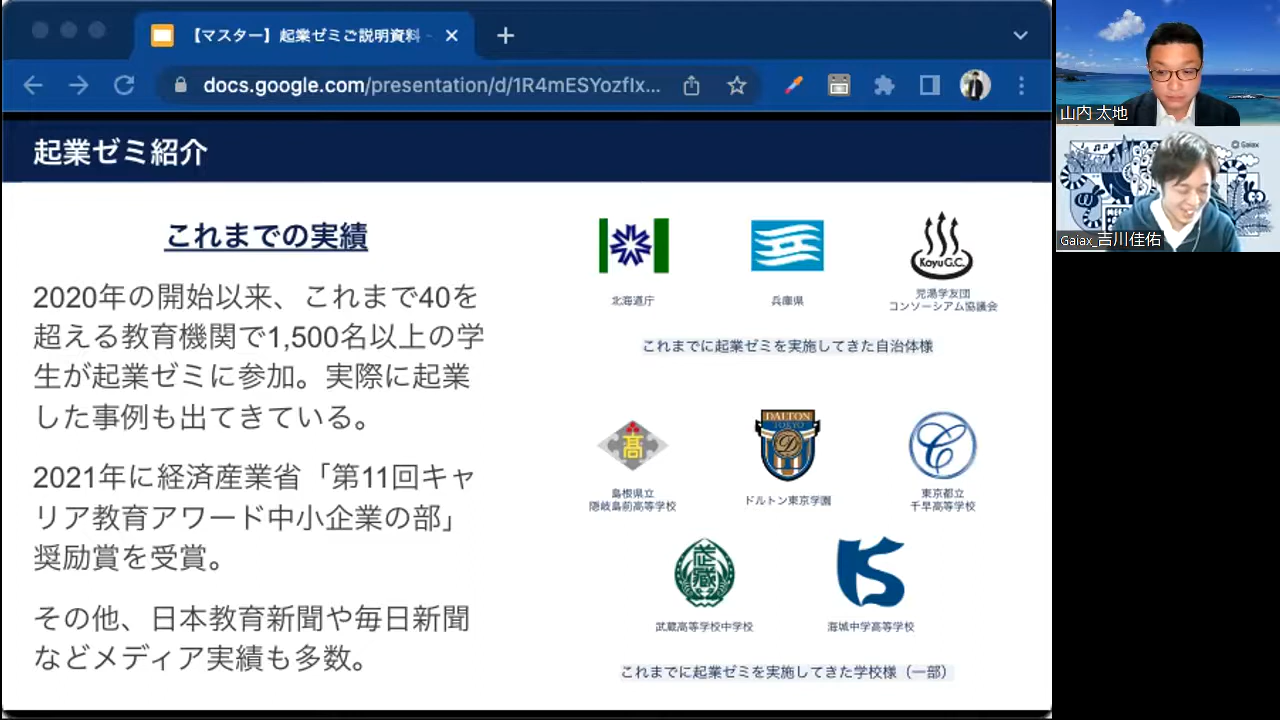 【マスター】起業ゼミご説明資料 -
docs.google.com/presentation/d/1R4mESYozfIx...
起業ゼミ紹介
これまでの実績
2020年の開始以来、これまで40を
超える教育機関で1,500名以上の学
生が起業ゼミに参加。実際に起業
した事例も出てきている。
2021年に経済産業省「第11回キャ
リア教育アワード中小企業の部」
奨励賞を受賞。
その他、日本教育新聞や毎日新聞
などメディア実績も多数。
北海道庁
兵庫県
Koyu G.C.
児湯学友団
コンソーシアム協議会
これまでに起業ゼミを実施してきた自治体様
髙
島根県立
隠岐島前高等学校
DALTON
TOKYO
D
ドルトン東京学園
東京都立
千早高等学校
武蔵
武蔵高等学校中学校
海城中学高等学校
これまでに起業ゼミを実施してきた学校様（一部）
山内 太地
Gaiax
Gaiax_吉川佳佑